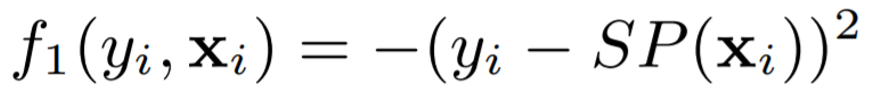 f₁(yᵢ, 𝐱ᵢ) = −(yᵢ − SP(𝐱ᵢ))²